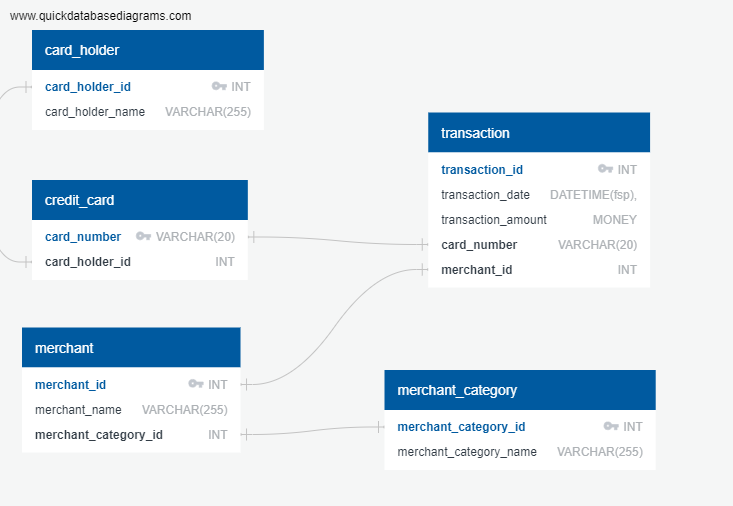 www.quickdatabasediagrams.com
card_holder
card_holder_id INT
card_holder_name VARCHAR(255)
credit_card
card_number VARCHAR(20)
card_holder_id INT
merchant
merchant_id INT
merchant_name VARCHAR(255)
merchant_category_id INT
transaction
transaction_id INT
transaction_date DATETIME(fsp),
transaction_amount MONEY
card_number VARCHAR(20)
merchant_id INT
merchant_category
merchant_category_id INT
merchant_category_name VARCHAR(255)